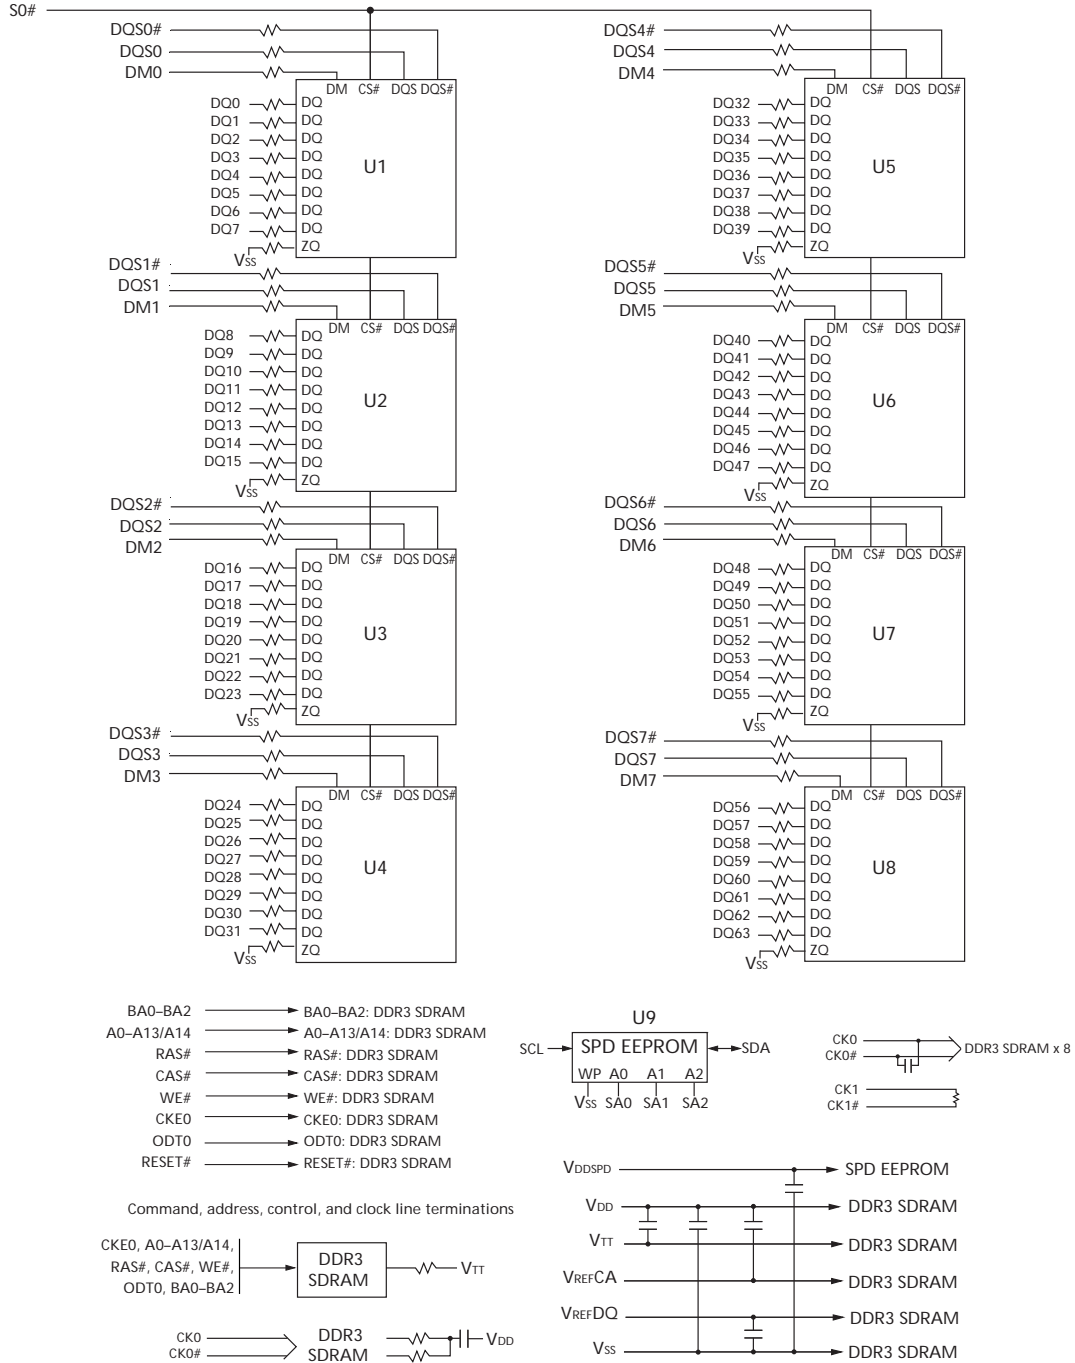 S0#
DQS0#
DQS0
DM0
DM CS# DQS DQS#
DQ0 DQ
DQ1 DQ
DQ2 DQ
DQ3 DQ
U1
DQ4 DQ
DQ5 DQ
DQ6 DQ
DQ7 DQ
VSS ZQ
DQS1#
DQS1
DM1
DM CS# DQS DQS#
DQ8 DQ
DQ9 DQ
DQ10 DQ
DQ11 DQ
U2
DQ12 DQ
DQ13 DQ
DQ14 DQ
DQ15 DQ
VSS ZQ
DQS2#
DQS2
DM2
DM CS# DQS DQS#
DQ16 DQ
DQ17 DQ
DQ18 DQ
DQ19 DQ
U3
DQ20 DQ
DQ21 DQ
DQ22 DQ
DQ23 DQ
VSS ZQ
DQS3#
DQS3
DM3
DM CS# DQS DQS#
DQ24 DQ
DQ25 DQ
DQ26 DQ
DQ27 DQ
U4
DQ28 DQ
DQ29 DQ
DQ30 DQ
DQ31 DQ
VSS ZQ
DQS4#
DQS4
DM4
DM CS# DQS DQS#
DQ32 DQ
DQ33 DQ
DQ34 DQ
DQ35 DQ
U5
DQ36 DQ
DQ37 DQ
DQ38 DQ
DQ39 DQ
VSS ZQ
DQS5#
DQS5
DM5
DM CS# DQS DQS#
DQ40 DQ
DQ41 DQ
DQ42 DQ
DQ43 DQ
U6
DQ44 DQ
DQ45 DQ
DQ46 DQ
DQ47 DQ
VSS ZQ
DQS6#
DQS6
DM6
DM CS# DQS DQS#
DQ48 DQ
DQ49 DQ
DQ50 DQ
DQ51 DQ
U7
DQ52 DQ
DQ53 DQ
DQ54 DQ
DQ55 DQ
VSS ZQ
DQS7#
DQS7
DM7
DM CS# DQS DQS#
DQ56 DQ
DQ57 DQ
DQ58 DQ
DQ59 DQ
U8
DQ60 DQ
DQ61 DQ
DQ62 DQ
DQ63 DQ
VSS ZQ
BA0–BA2 BA0–BA2: DDR3 SDRAM
A0–A13/A14 A0–A13/A14: DDR3 SDRAM
RAS# RAS#: DDR3 SDRAM
CAS# CAS#: DDR3 SDRAM
WE# WE#: DDR3 SDRAM
CKE0 CKE0: DDR3 SDRAM
ODT0 ODT0: DDR3 SDRAM
RESET# RESET#: DDR3 SDRAM
U9
SCL SPD EEPROM SDA
WP A0 A1 A2
VSS SA0 SA1 SA2
CK0
CK0#
DDR3 SDRAM x 8
CK1
CK1#
Command, address, control, and clock line terminations
CKE0, A0–A13/A14,
RAS#, CAS#, WE#,
ODT0, BA0–BA2
DDR3
SDRAM
VTT
CK0
CK0#
DDR3
SDRAM
VDD
VDDSPD SPD EEPROM
VDD DDR3 SDRAM
VTT DDR3 SDRAM
VREFCA DDR3 SDRAM
VREFDQ DDR3 SDRAM
VSS DDR3 SDRAM